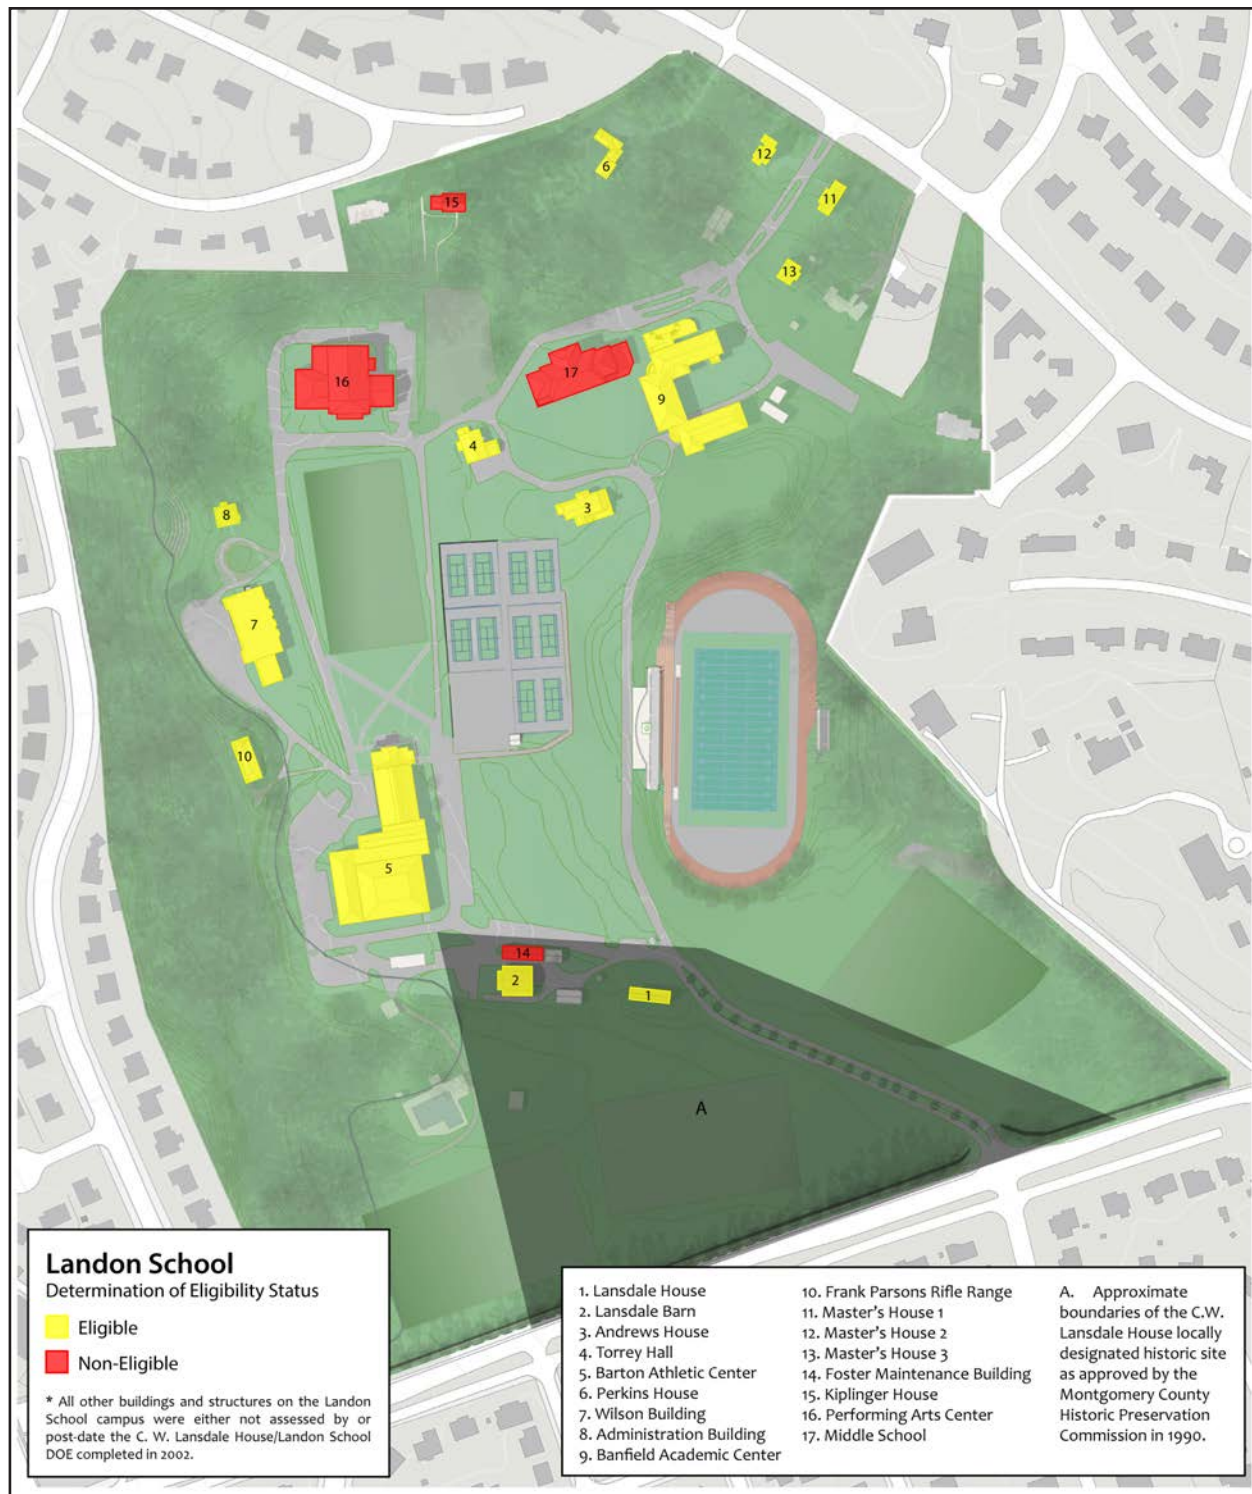 12
6
11
15
13
17
16
9
4
3
8
7
10
5
14
2
1
A
Landon School
Determination of Eligibility Status
Eligible
Non-Eligible
* All other buildings and structures on the Landon
School campus were either not assessed by or
post-date the C. W. Lansdale House/Landon School
DOE completed in 2002.
1. Lansdale House
2. Lansdale Barn
3. Andrews House
4. Torrey Hall
5. Barton Athletic Center
6. Perkins House
7. Wilson Building
8. Administration Building
9. Banfield Academic Center
10. Frank Parsons Rifle Range
11. Master's House 1
12. Master's House 2
13. Master's House 3
14. Foster Maintenance Building
15. Kiplinger House
16. Performing Arts Center
17. Middle School
A. Approximate
boundaries of the C.W.
Lansdale House locally
designated historic site
as approved by the
Montgomery County
Historic Preservation
Commission in 1990.